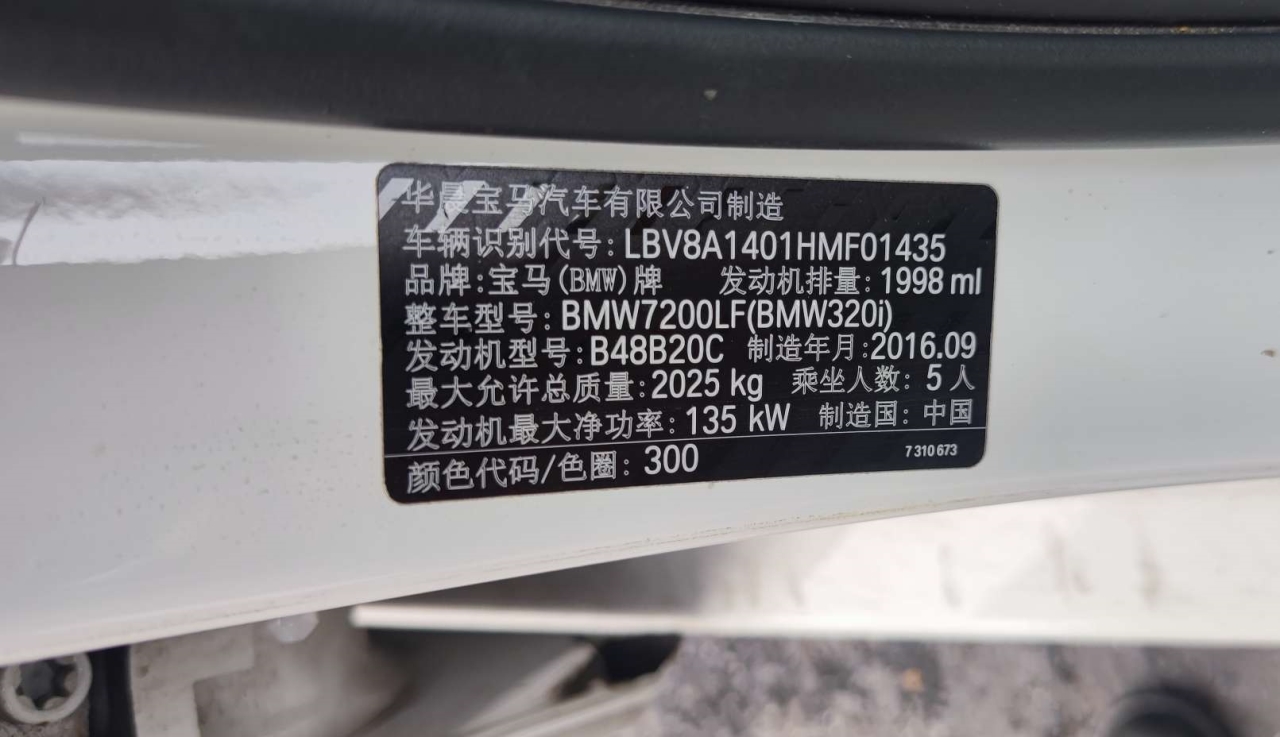 华晨宝马汽车有限公司制造
车辆识别代号: LBV8A1401HMF01435
品牌: 宝马(BMW)牌 发动机排量: 1998 ml
整车型号: BMW7200LF(BMW320i)
发动机型号: B48B20C 制造年月: 2016.09
最大允许总质量: 2025 kg 乘坐人数: 5 人
发动机最大净功率: 135 kW 制造国: 中国
颜色代码/色圈: 300 7 310 673